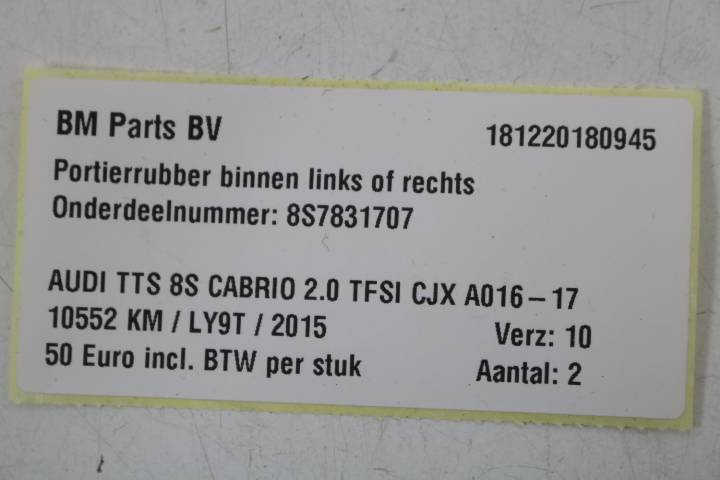 BM Parts BV 181220180945
Portierrubber binnen links of rechts
Onderdeelnummer: 8S7831707
AUDI TTS 8S CABRIO 2.0 TFSI CJX A016-17
10552 KM / LY9T / 2015 Verz: 10
50 Euro incl. BTW per stuk Aantal: 2